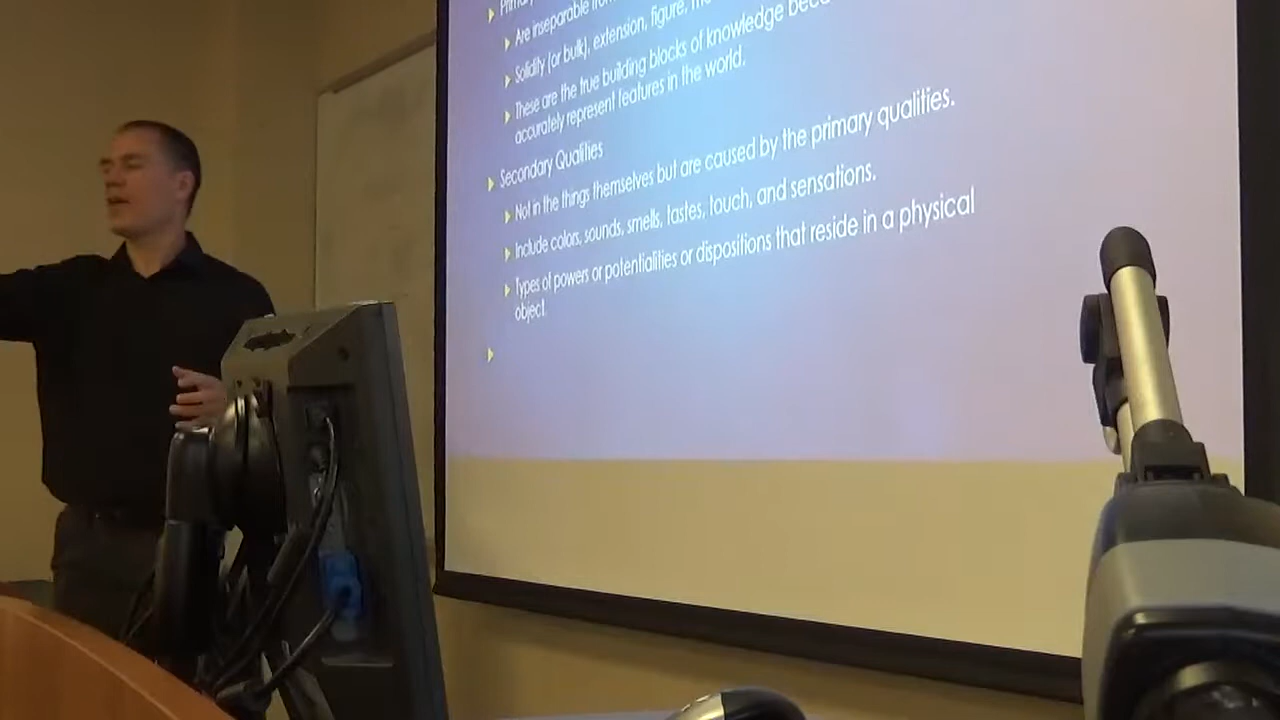 Are inseparable from
Solidity (or bulk), extension, figure,
These are the true building blocks of knowledge
accurately represent features in the world.
Secondary Qualities
Not in the things themselves but are caused by the primary qualities.
Include colors, sounds, smells, tastes, touch, and sensations.
Types of powers or potentialities or dispositions that reside in a physical
object.